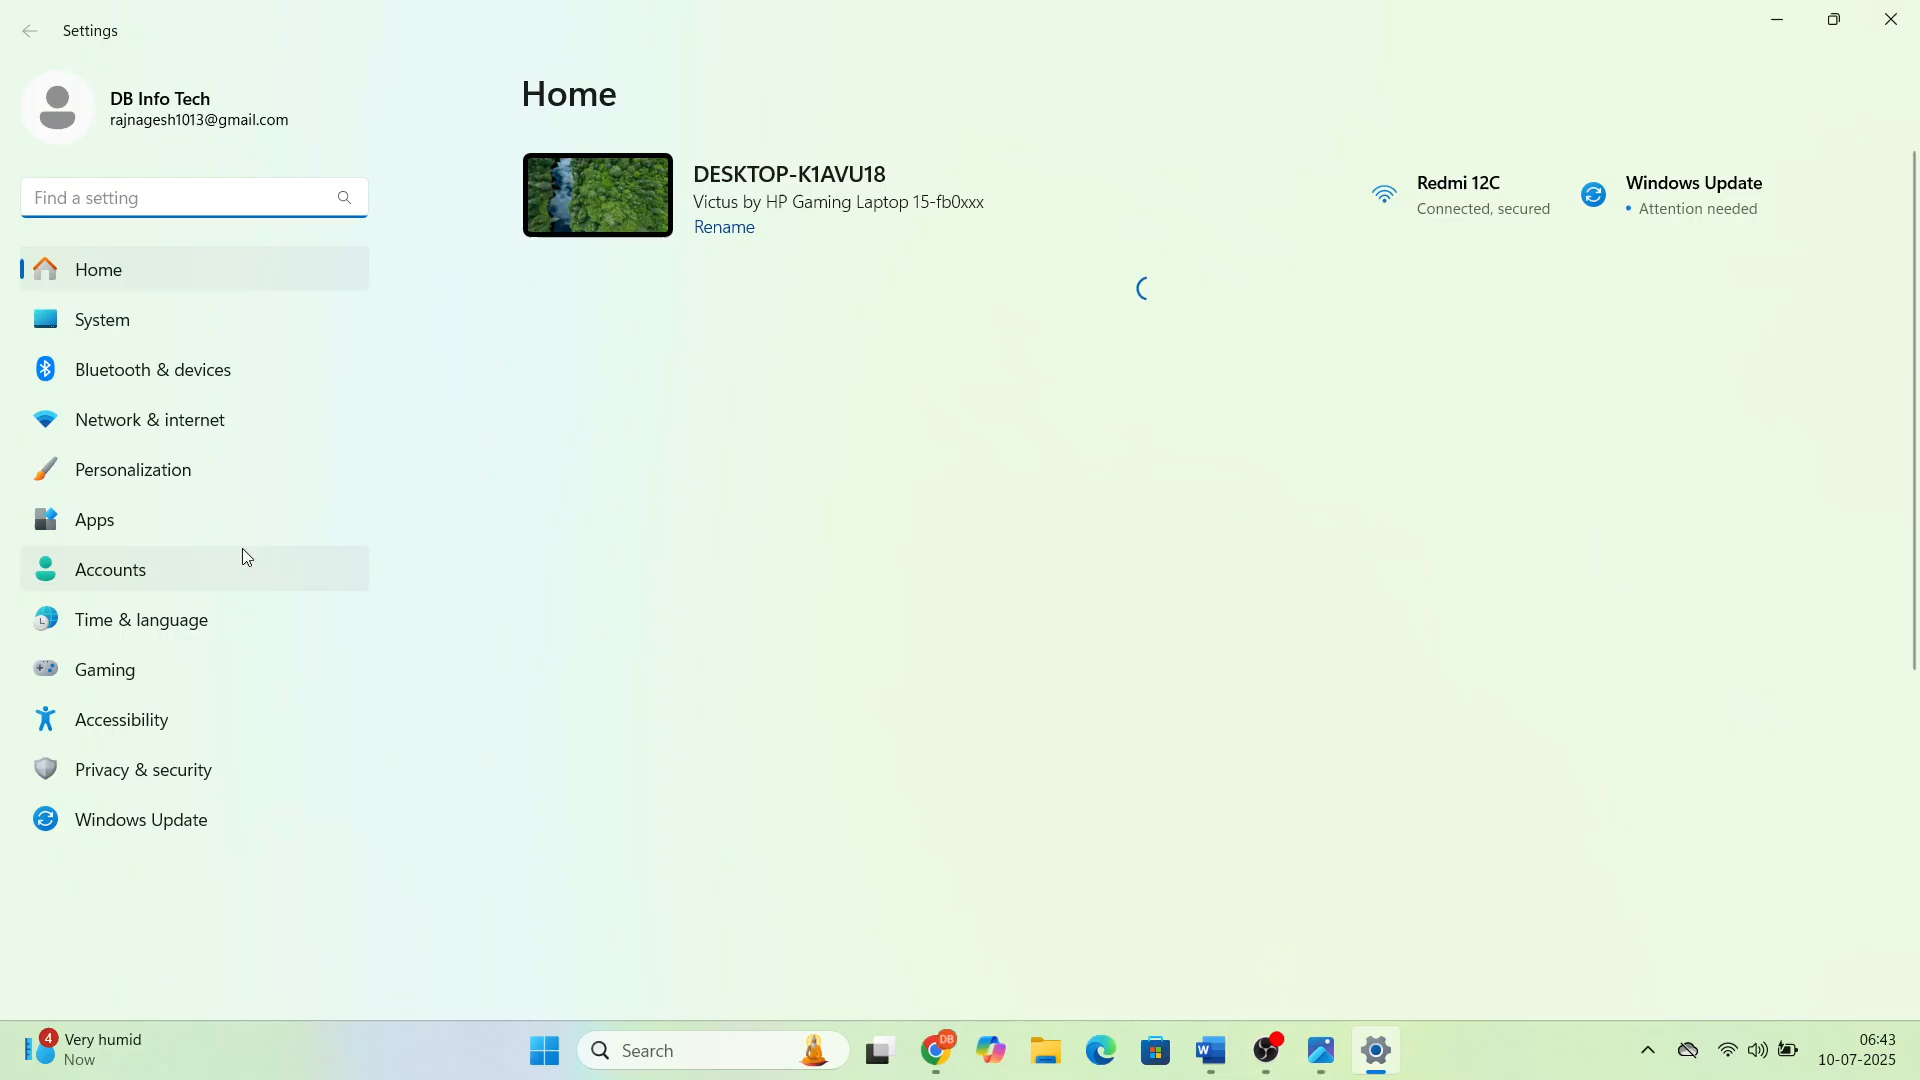 Settings
DB Info Tech
rajnagesh1013@gmail.com
Find a setting
Home
System
Bluetooth & devices
Network & internet
Personalization
Apps
Accounts
Time & language
Gaming
Accessibility
Privacy & security
Windows Update
Home
DESKTOP-K1AVU18
Victus by HP Gaming Laptop 15-fb0xxx
Rename
Redmi 12C
Connected, secured
Windows Update
• Attention needed
4
Very humid
Now
Search
DB
W
06:43
10-07-2025